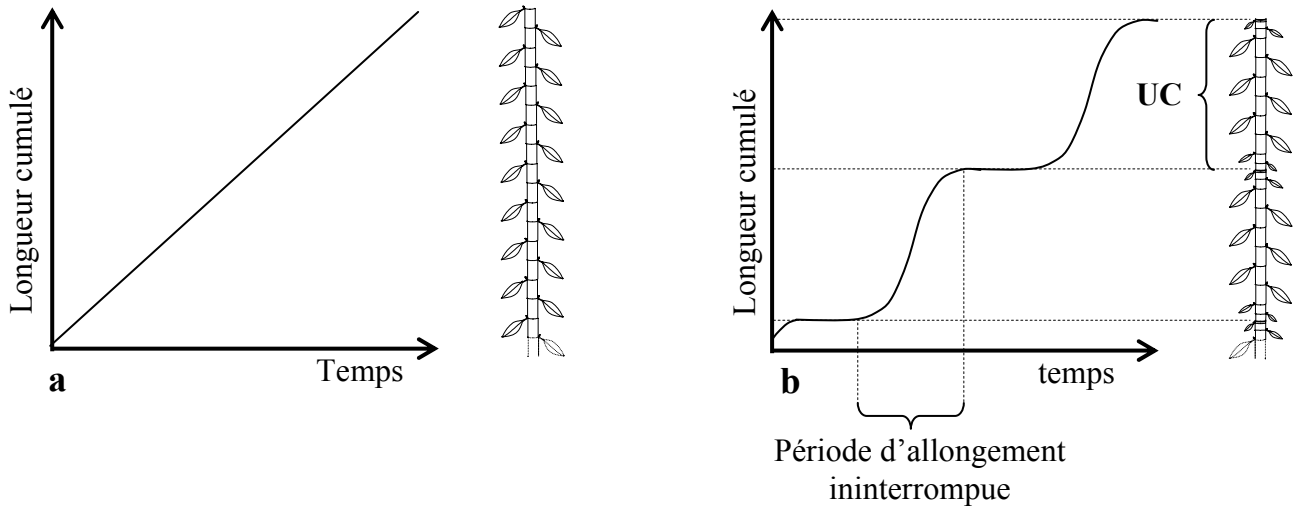 Longueur cumulé
Temps
a
Longueur cumulé
UC
temps
b
Période d’allongement
ininterrompue